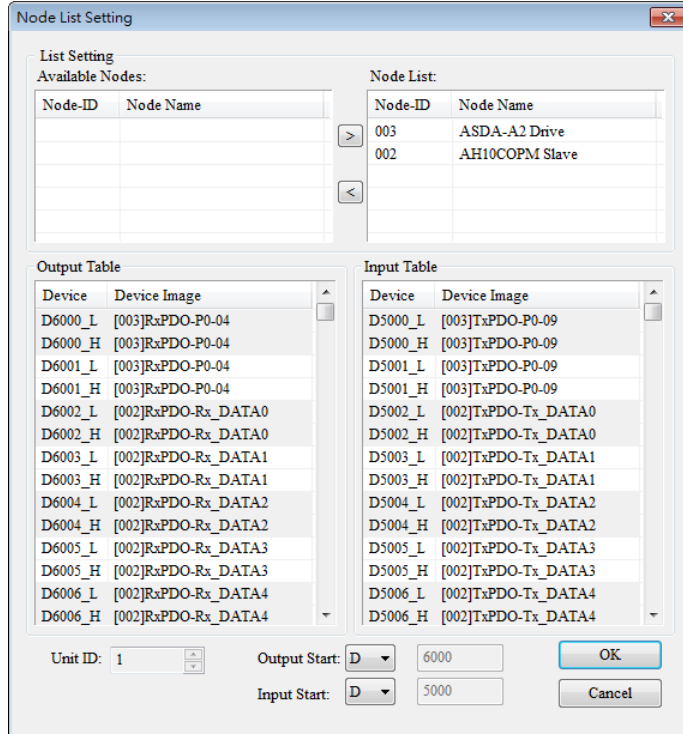 Node List Setting
List Setting
Available Nodes:
Node-ID Node Name
>
<
Node List:
Node-ID Node Name
003 ASDA-A2 Drive
002 AH10COPM Slave
Output Table
Device Device Image
D6000_L [003]RxPDO-P0-04
D6000_H [003]RxPDO-P0-04
D6001_L [003]RxPDO-P0-04
D6001_H [003]RxPDO-P0-04
D6002_L [002]RxPDO-Rx_DATA0
D6002_H [002]RxPDO-Rx_DATA0
D6003_L [002]RxPDO-Rx_DATA1
D6003_H [002]RxPDO-Rx_DATA1
D6004_L [002]RxPDO-Rx_DATA2
D6004_H [002]RxPDO-Rx_DATA2
D6005_L [002]RxPDO-Rx_DATA3
D6005_H [002]RxPDO-Rx_DATA3
D6006_L [002]RxPDO-Rx_DATA4
D6006_H [002]RxPDO-Rx_DATA4
Input Table
Device Device Image
D5000_L [003]TxPDO-P0-09
D5000_H [003]TxPDO-P0-09
D5001_L [003]TxPDO-P0-09
D5001_H [003]TxPDO-P0-09
D5002_L [002]TxPDO-Tx_DATA0
D5002_H [002]TxPDO-Tx_DATA0
D5003_L [002]TxPDO-Tx_DATA1
D5003_H [002]TxPDO-Tx_DATA1
D5004_L [002]TxPDO-Tx_DATA2
D5004_H [002]TxPDO-Tx_DATA2
D5005_L [002]TxPDO-Tx_DATA3
D5005_H [002]TxPDO-Tx_DATA3
D5006_L [002]TxPDO-Tx_DATA4
D5006_H [002]TxPDO-Tx_DATA4
Unit ID: 1
Output Start: D 6000
Input Start: D 5000
OK
Cancel